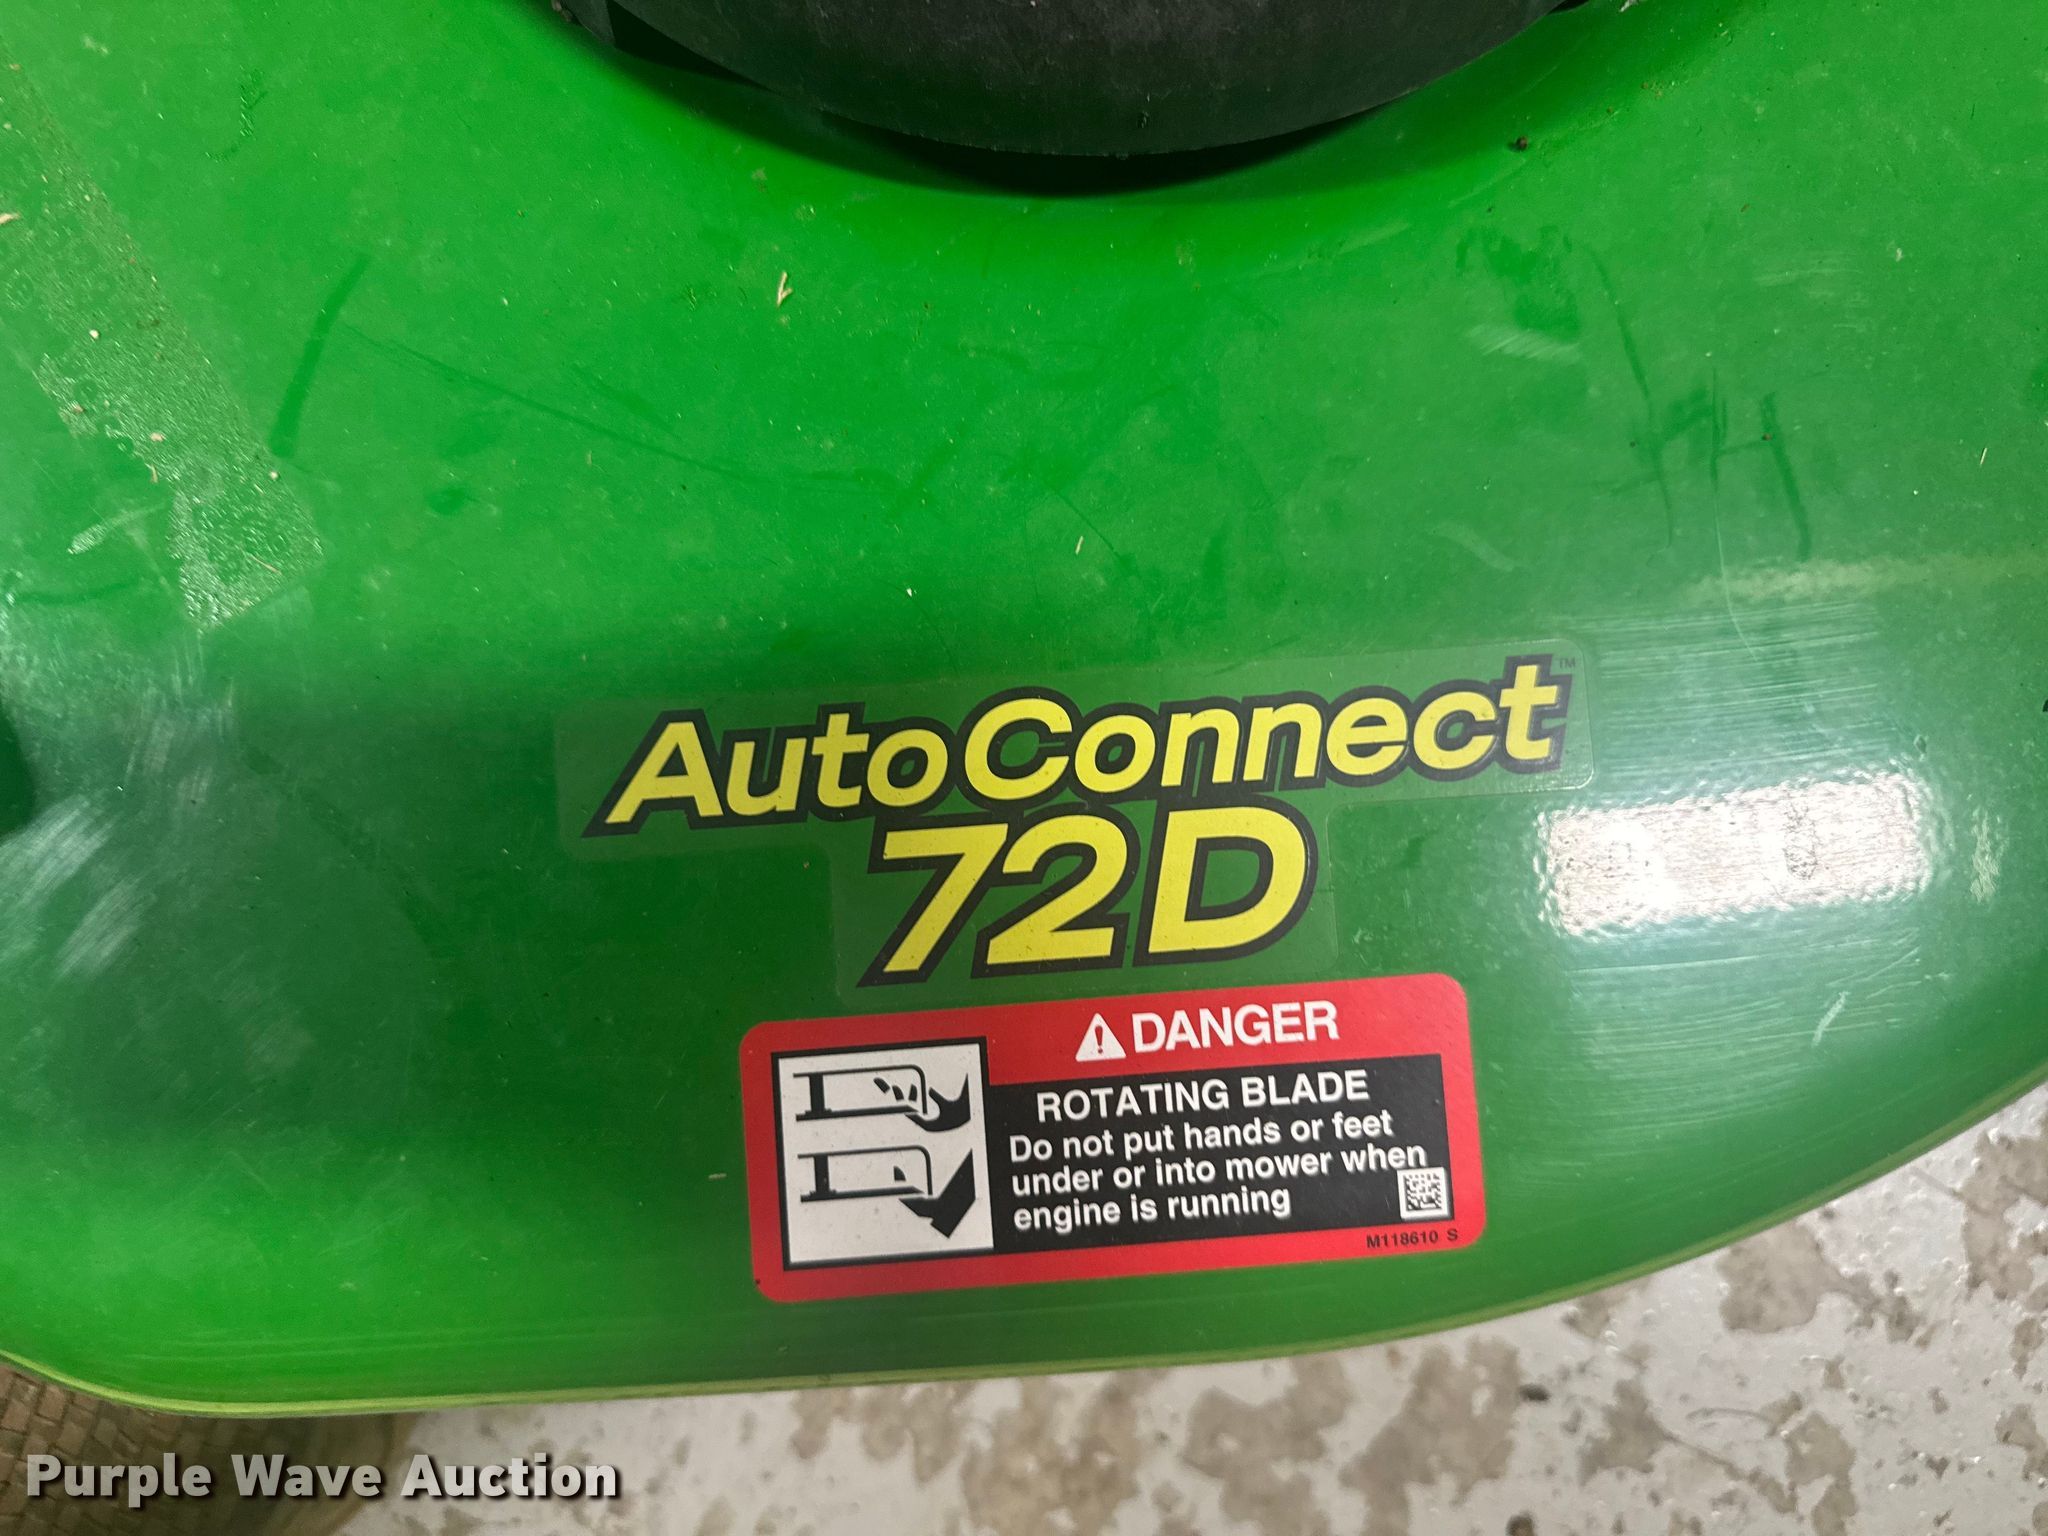 AutoConnect™
72D
⚠ DANGER
ROTATING BLADE
Do not put hands or feet
under or into mower when
engine is running
M118610 S
Purple Wave Auction